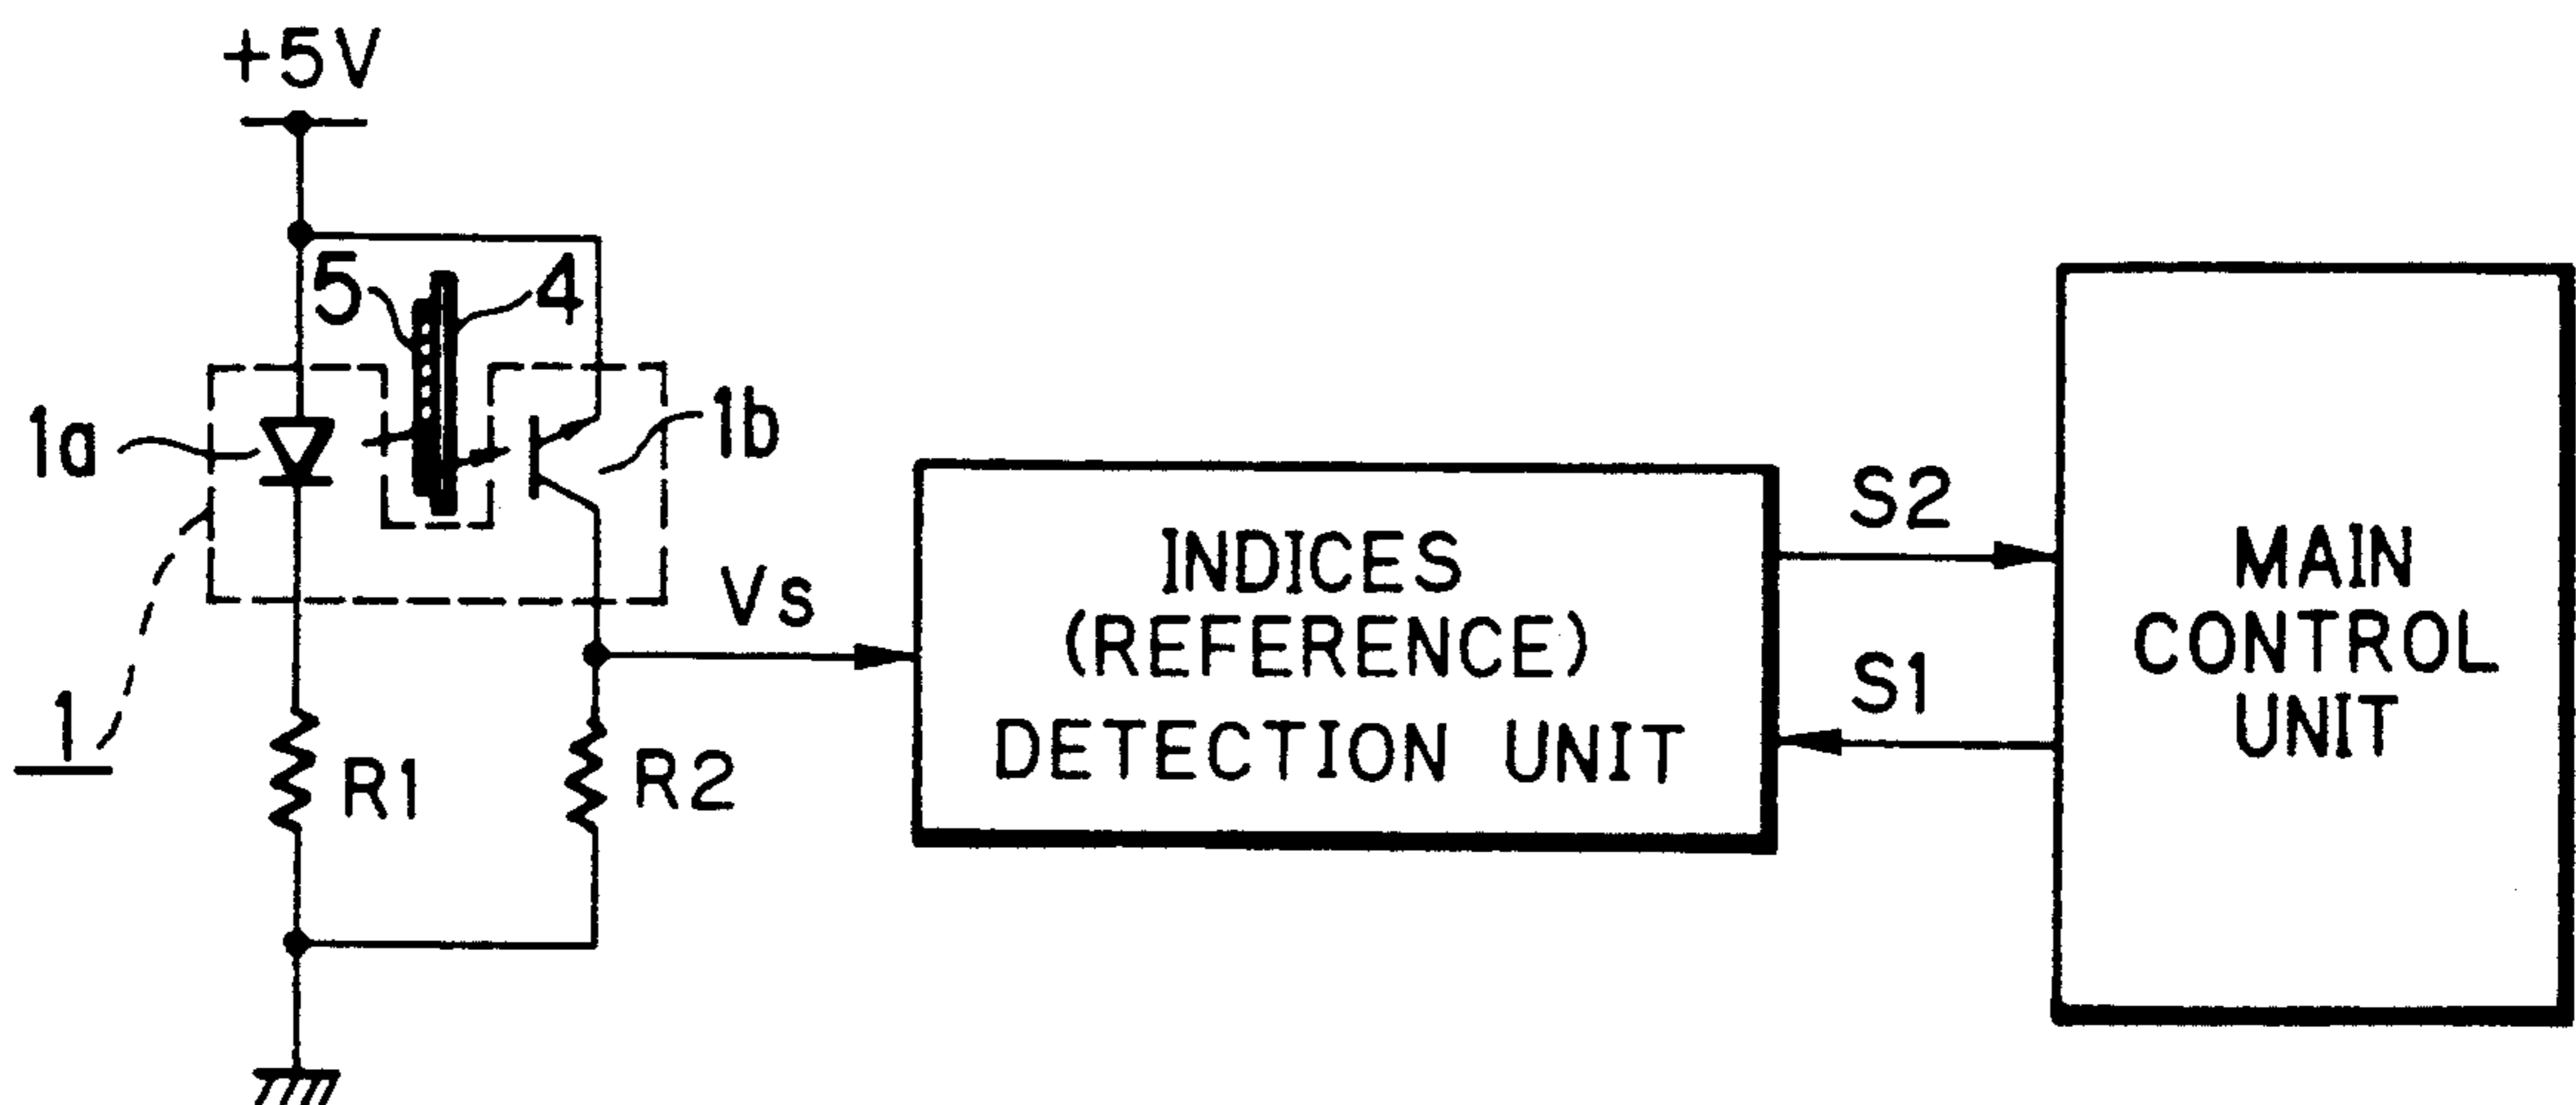 +5V
5
4
1a
1b
1
R1
R2
Vs
INDICES
(REFERENCE)
DETECTION UNIT
S2
S1
MAIN
CONTROL
UNIT